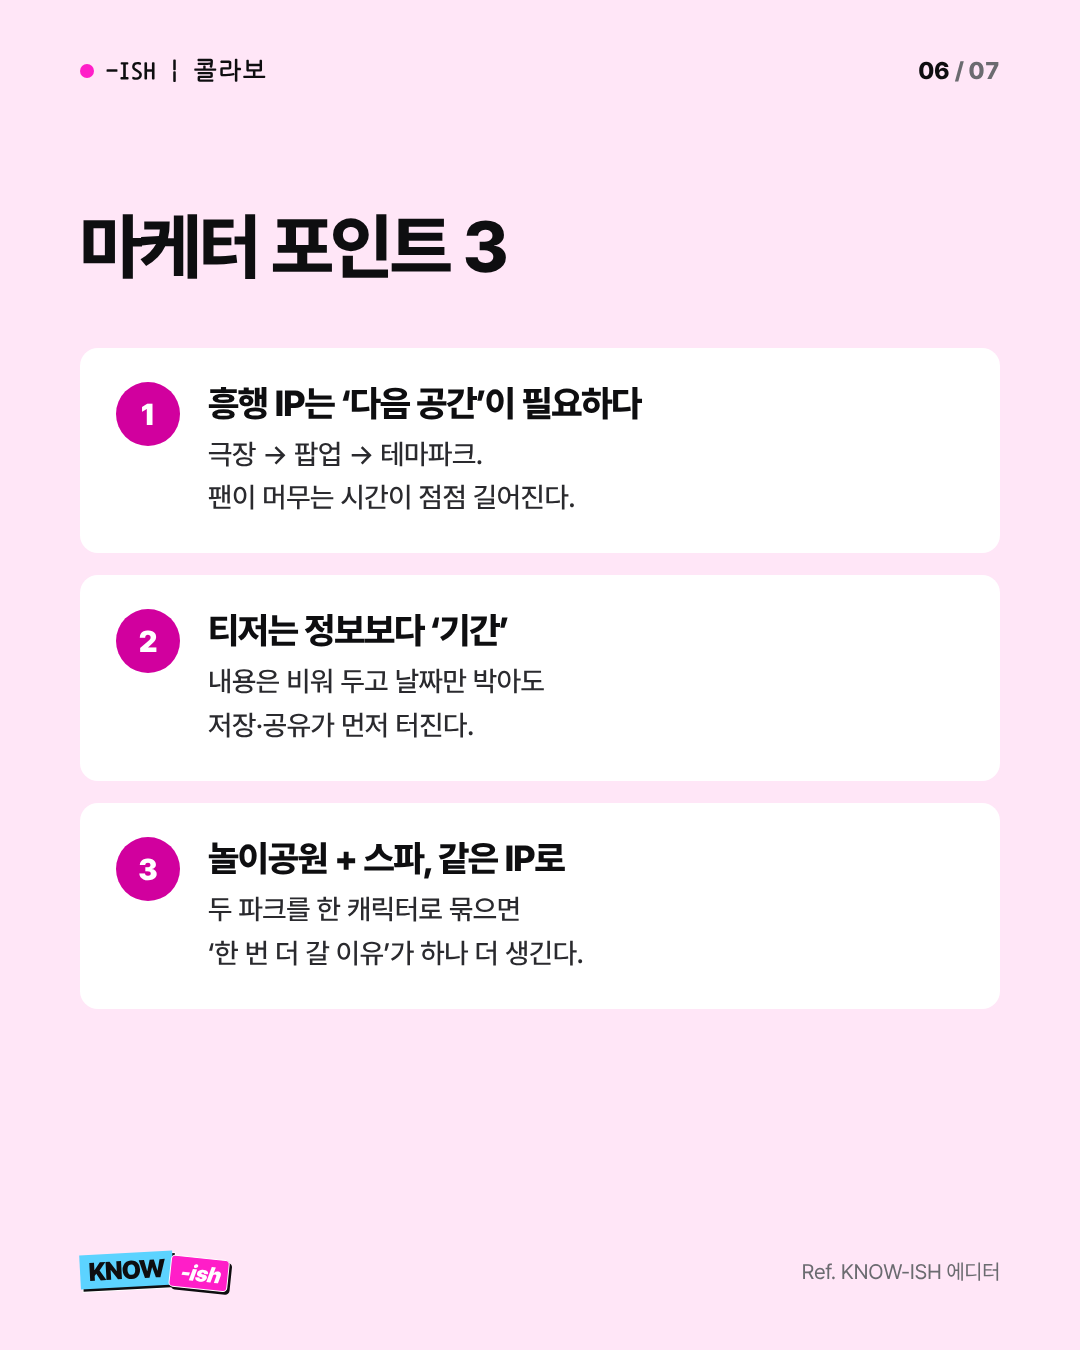 -ISH | 콜라보
06 / 07
마케터 포인트 3
1
흥행 IP는 ‘다음 공간’이 필요하다
극장 → 팝업 → 테마파크.
팬이 머무는 시간이 점점 길어진다.
2
티저는 정보보다 ‘기간’
내용은 비워 두고 날짜만 박아도
저장·공유가 먼저 터진다.
3
놀이공원 + 스파, 같은 IP로
두 파크를 한 캐릭터로 묶으면
‘한 번 더 갈 이유’가 하나 더 생긴다.
KNOW -ish
Ref. KNOW-ISH 에디터